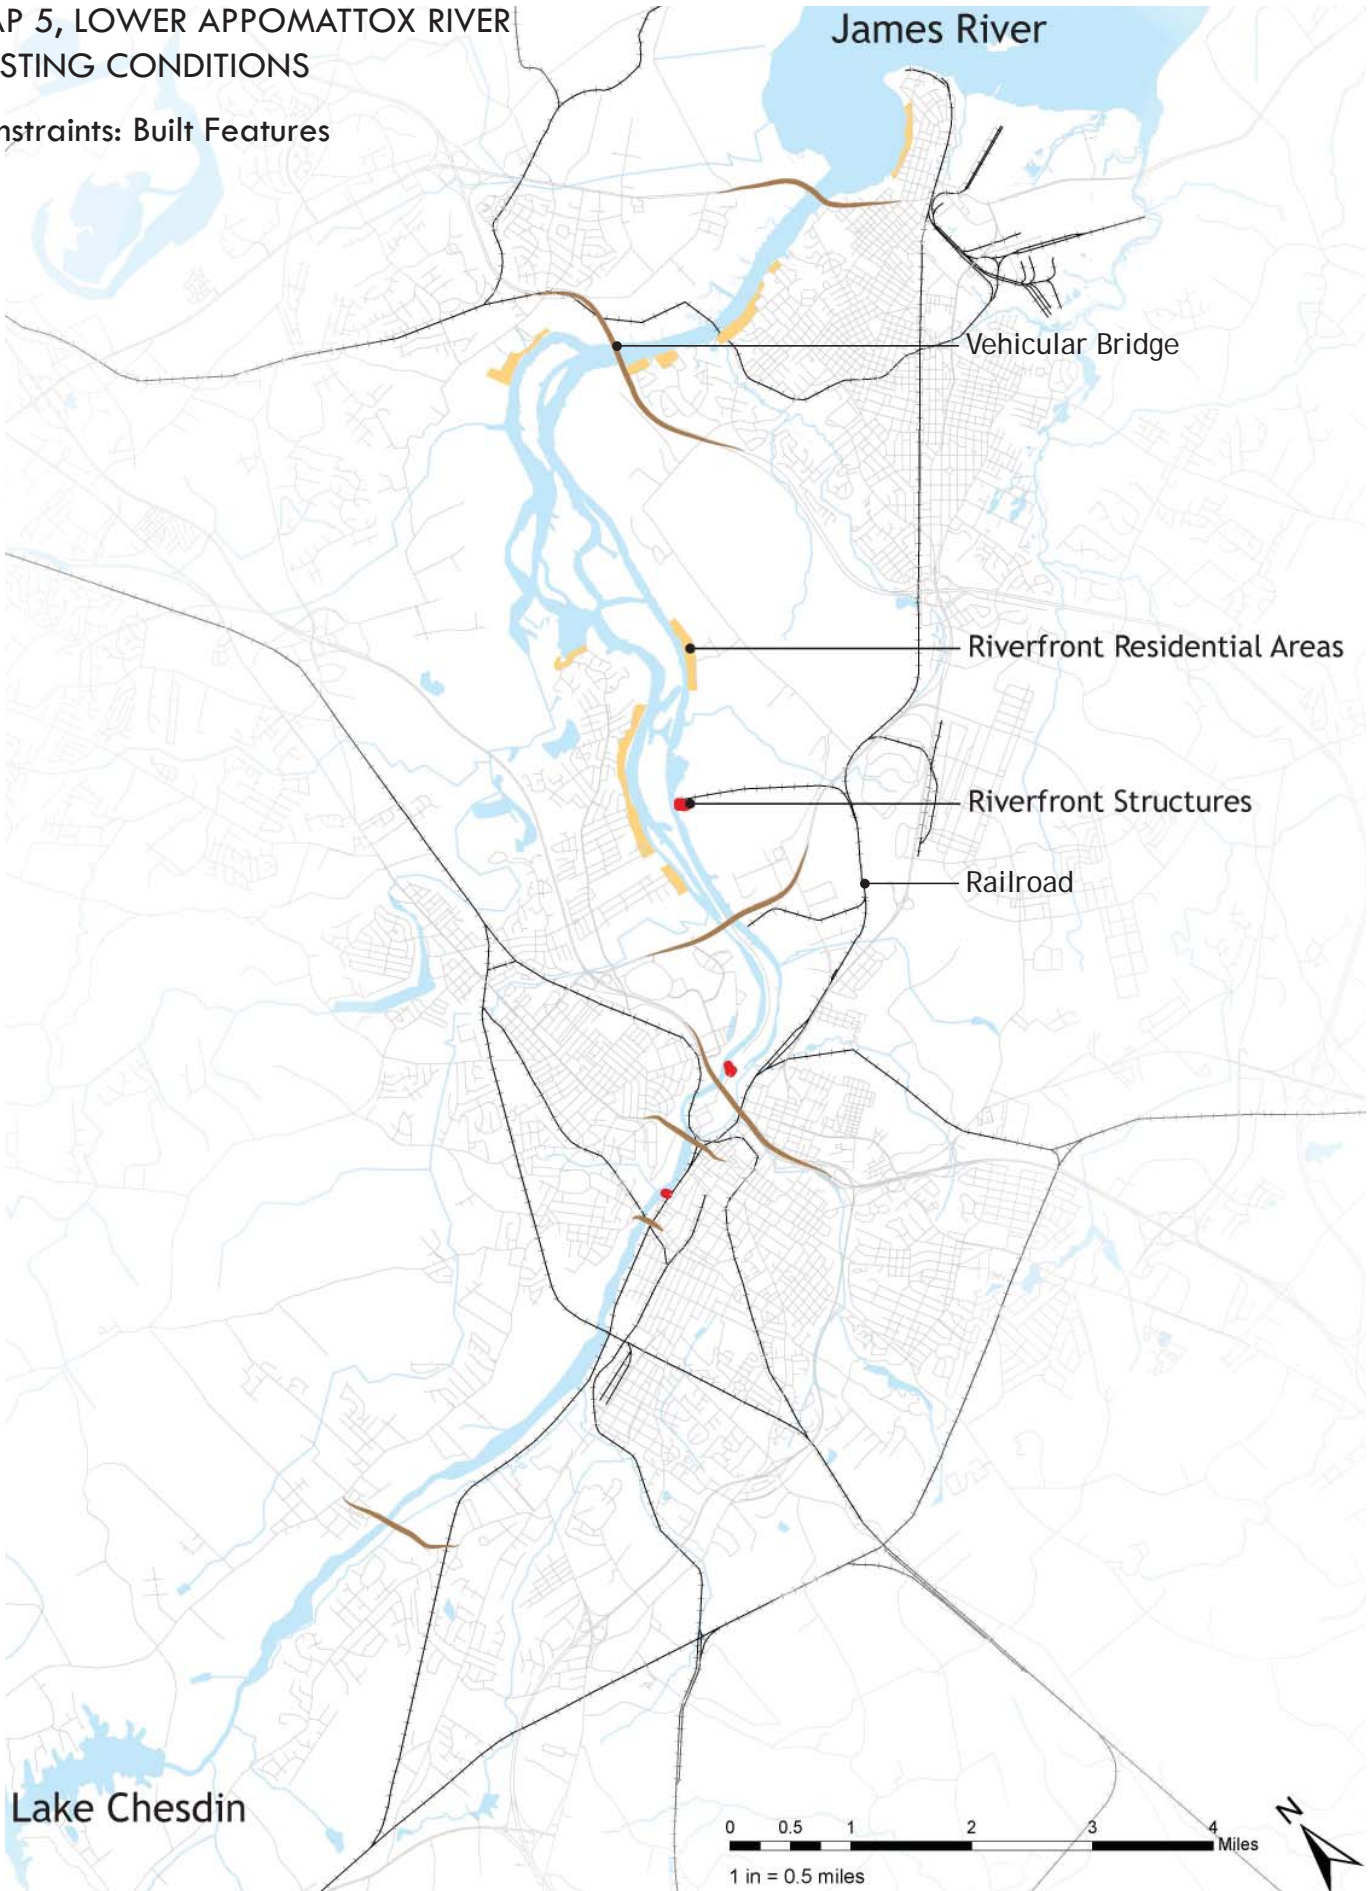 AP 5, LOWER APPOMATTOX RIVER
STING CONDITIONS
nstraints: Built Features
James River
Vehicular Bridge
Riverfront Residential Areas
Riverfront Structures
Railroad
Lake Chesdin
0 0.5 1 2 3 4
Miles
1 in = 0.5 miles
N